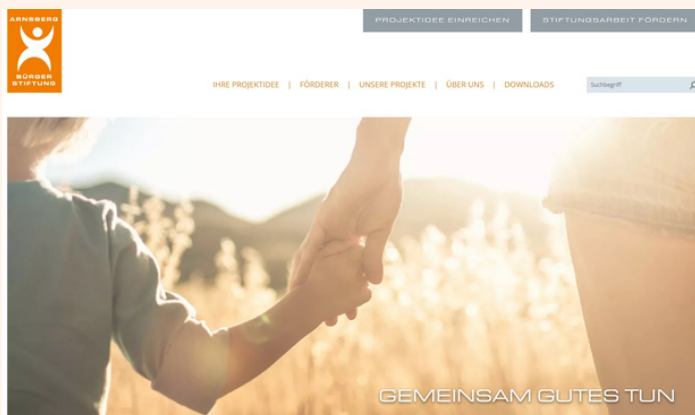 ARNSBERG
BÜRGER
STIFTUNG
PROJEKTIDEE EINREICHEN
STIFTUNGSARBEIT FÖRDERN
IHRE PROJEKTIDEE | FÖRDERER | UNSERE PROJEKTE | ÜBER UNS | DOWNLOADS
Suchbegriff
GEMEINSAM GUTES TUN